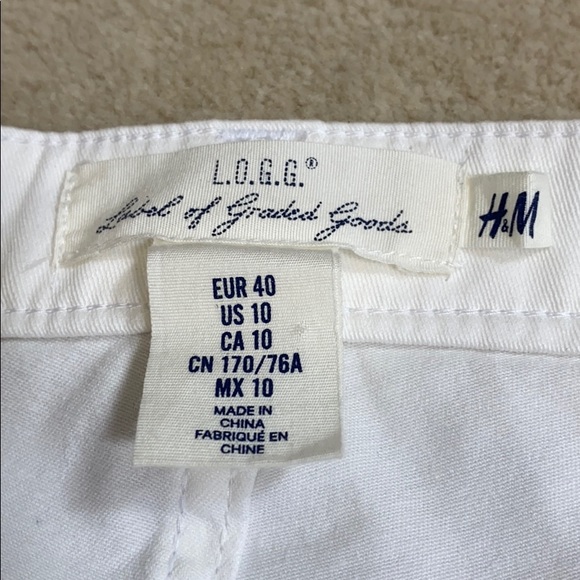 L.O.G.G.®
Label of Graded Goods
H&M
EUR 40
US 10
CA 10
CN 170/76A
MX 10
MADE IN
CHINA
FABRIQUÉ EN
CHINE